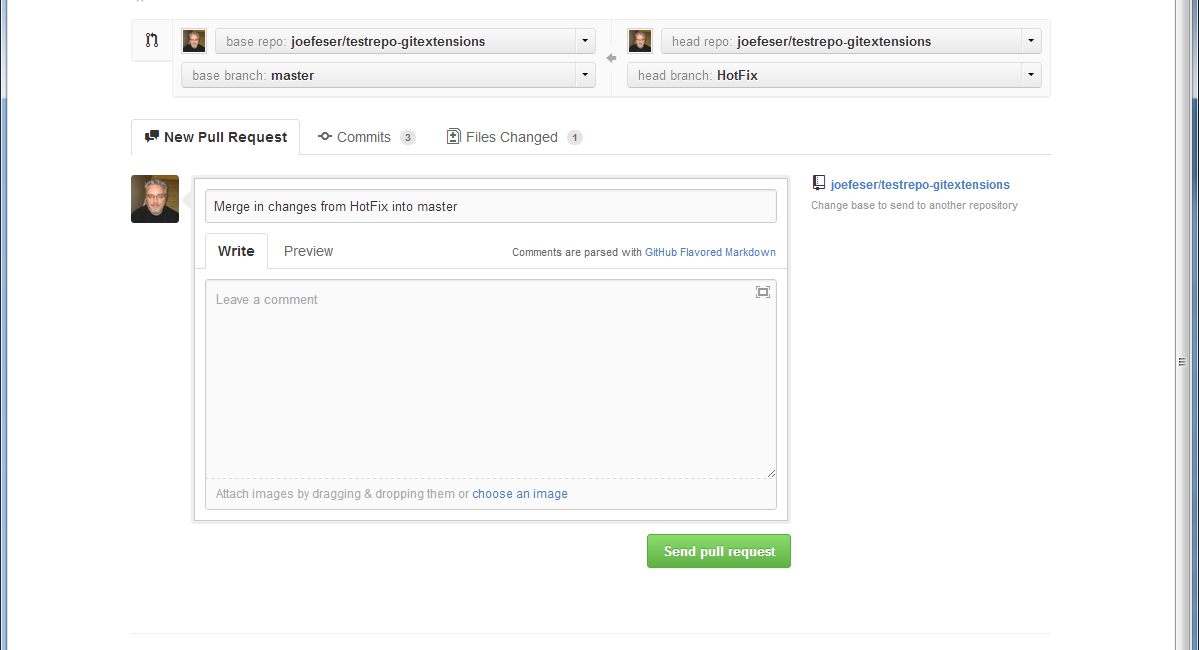 base repo: joefeser/testrepo-gitextensions
head repo: joefeser/testrepo-gitextensions
base branch: master
head branch: HotFix
New Pull Request
Commits 3
Files Changed 1
Merge in changes from HotFix into master
joefeser/testrepo-gitextensions
Change base to send to another repository
Write
Preview
Comments are parsed with GitHub Flavored Markdown
Leave a comment
Attach images by dragging & dropping them or choose an image
Send pull request